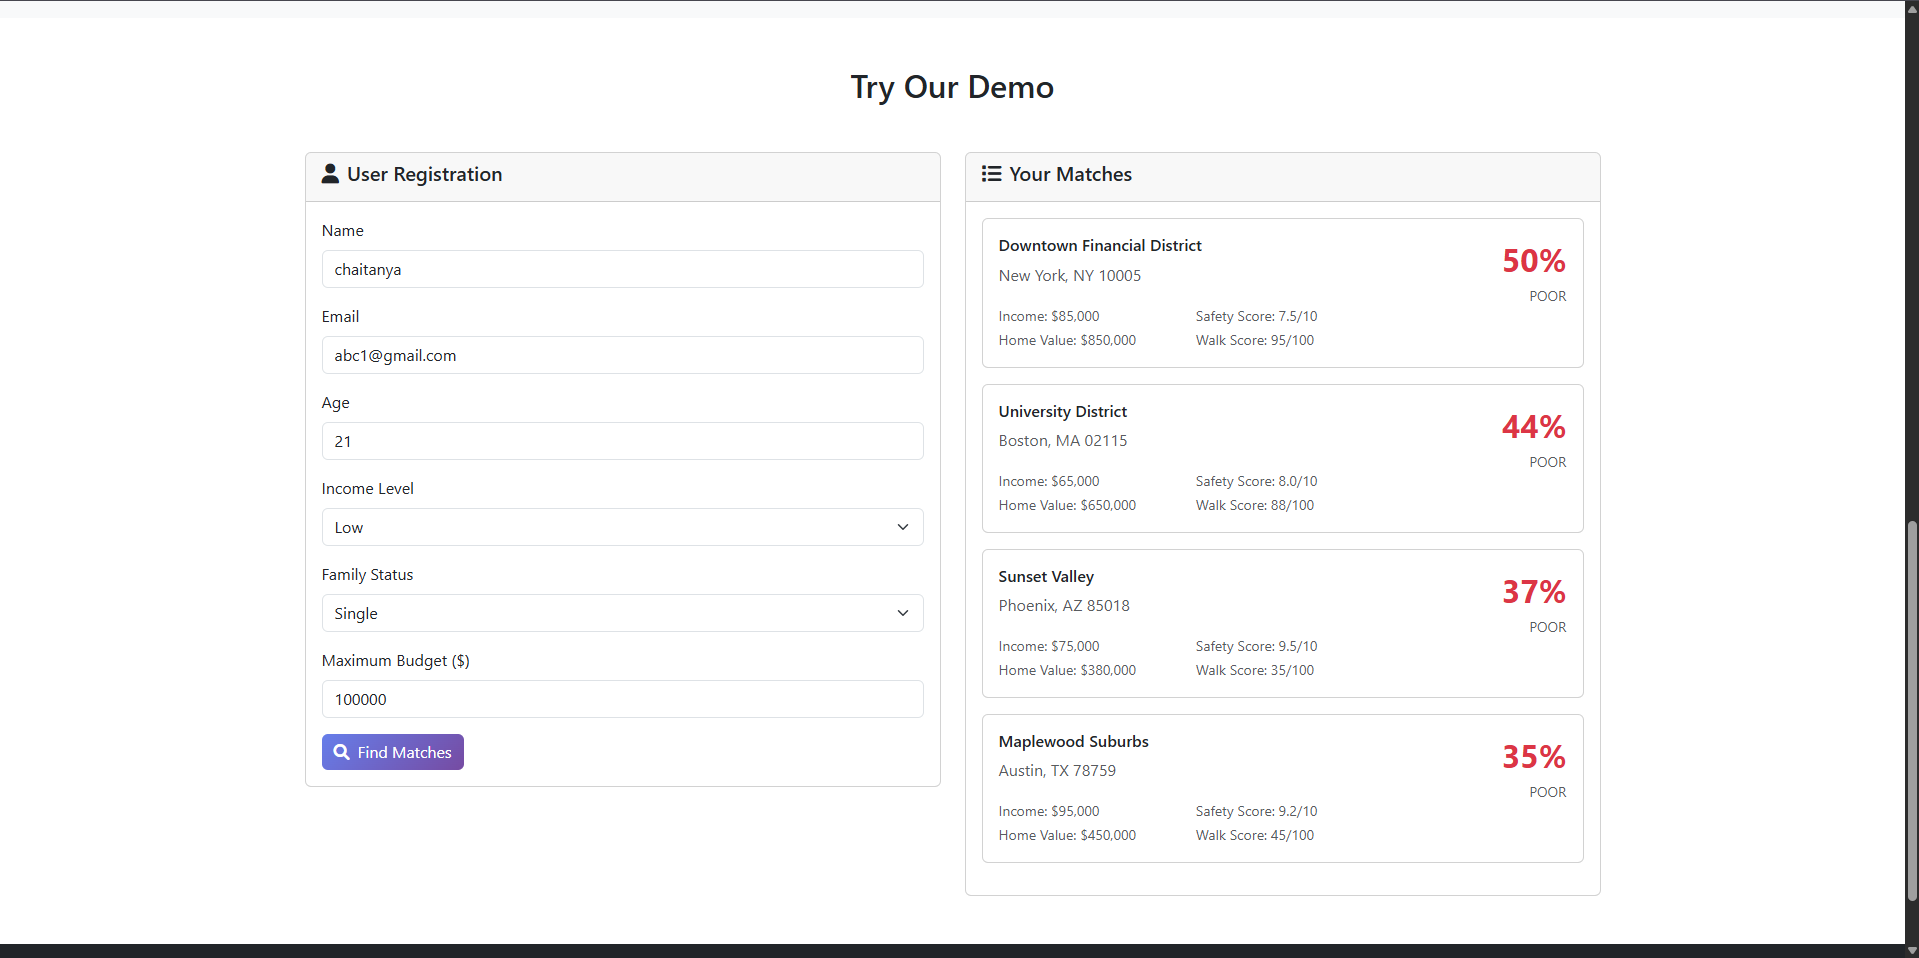 Try Our Demo
User Registration
Name
chaitanya
Email
abc1@gmail.com
Age
21
Income Level
Low
Family Status
Single
Maximum Budget ($)
100000
Find Matches
Your Matches
Downtown Financial District
50%
New York, NY 10005
POOR
Income: $85,000 Safety Score: 7.5/10
Home Value: $850,000 Walk Score: 95/100
University District
44%
Boston, MA 02115
POOR
Income: $65,000 Safety Score: 8.0/10
Home Value: $650,000 Walk Score: 88/100
Sunset Valley
37%
Phoenix, AZ 85018
POOR
Income: $75,000 Safety Score: 9.5/10
Home Value: $380,000 Walk Score: 35/100
Maplewood Suburbs
35%
Austin, TX 78759
POOR
Income: $95,000 Safety Score: 9.2/10
Home Value: $450,000 Walk Score: 45/100